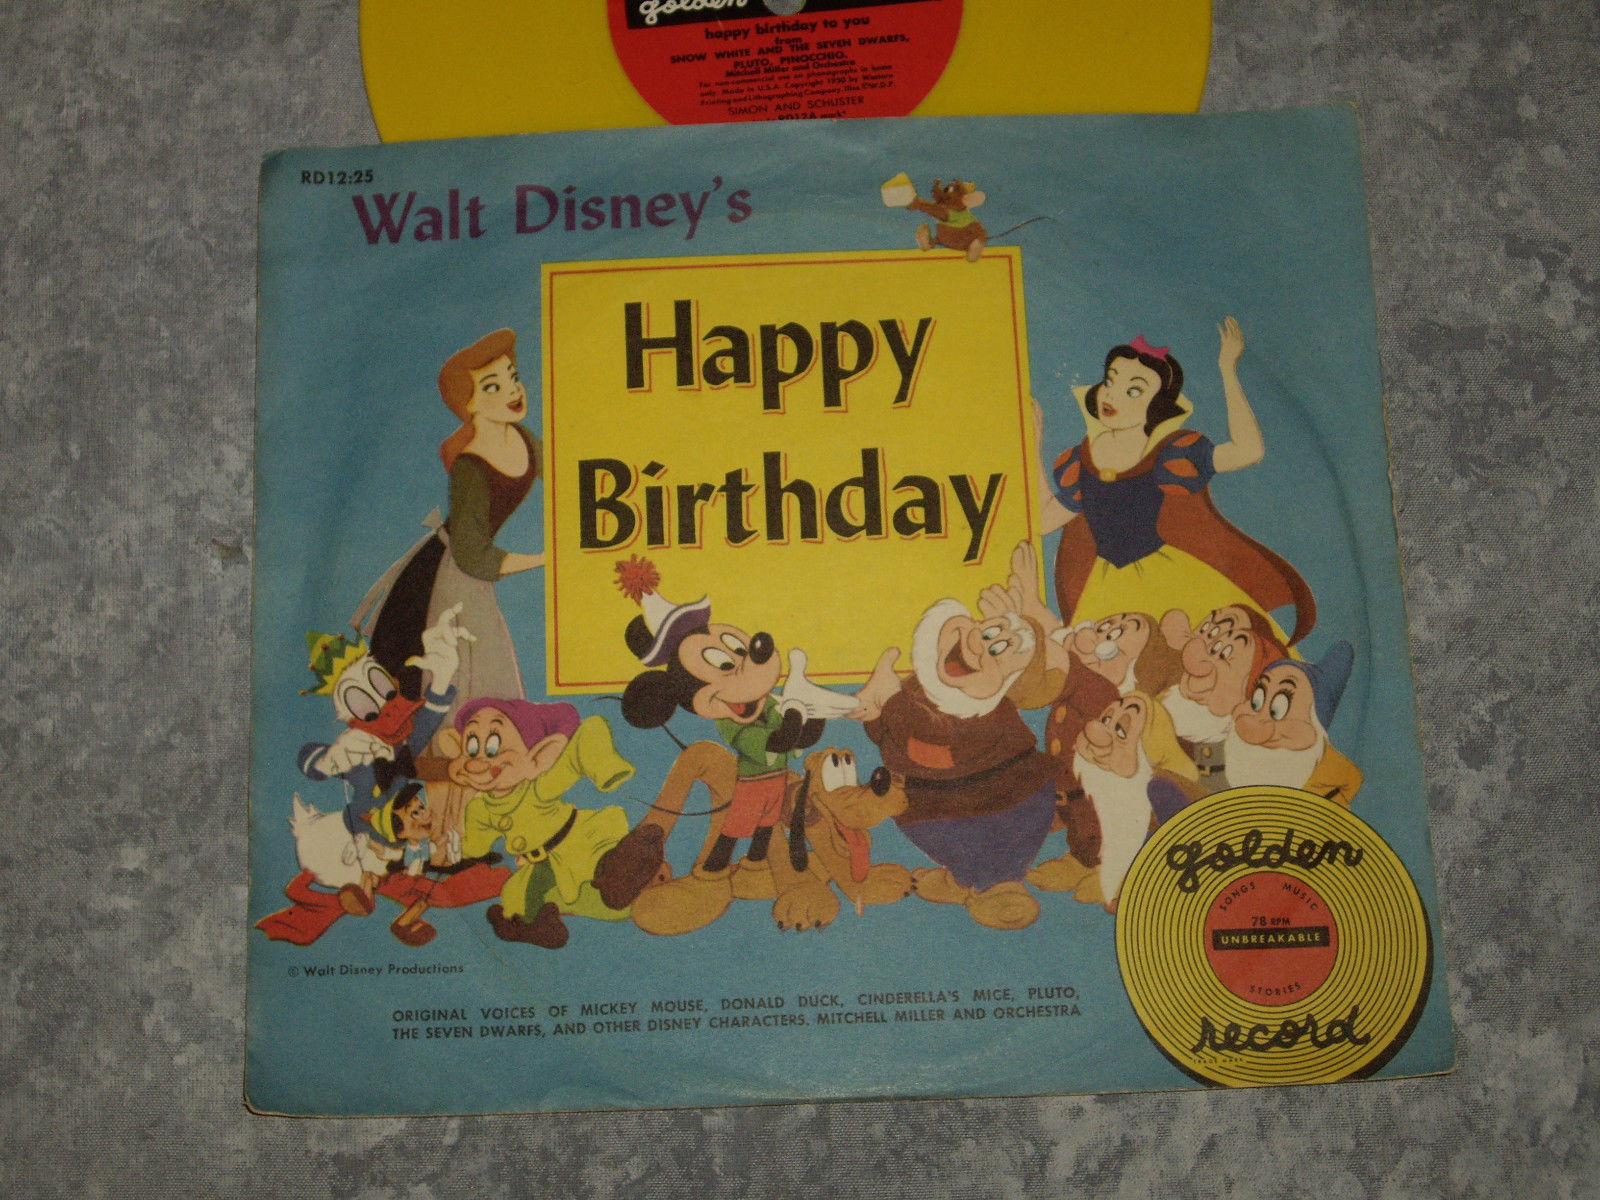 golden
happy birthday to you
from
SNOW WHITE AND THE SEVEN DWARFS,
PLUTO, PINOCCHIO.
Mitchell Miller and Orchestra
For non-commercial use on phonographs in home
only. Made in U.S.A. Copyright 1950 by Western
Printing and Lithographing Company. Illus. ©W.D.P.
SIMON AND SCHUSTER
RD12A
RD12:25
Walt Disney's
Happy
Birthday
golden
SONGS MUSIC
78 RPM
UNBREAKABLE
STORIES
record
TRADE MARK
© Walt Disney Productions
ORIGINAL VOICES OF MICKEY MOUSE, DONALD DUCK, CINDERELLA'S MICE, PLUTO,
THE SEVEN DWARFS, AND OTHER DISNEY CHARACTERS. MITCHELL MILLER AND ORCHESTRA